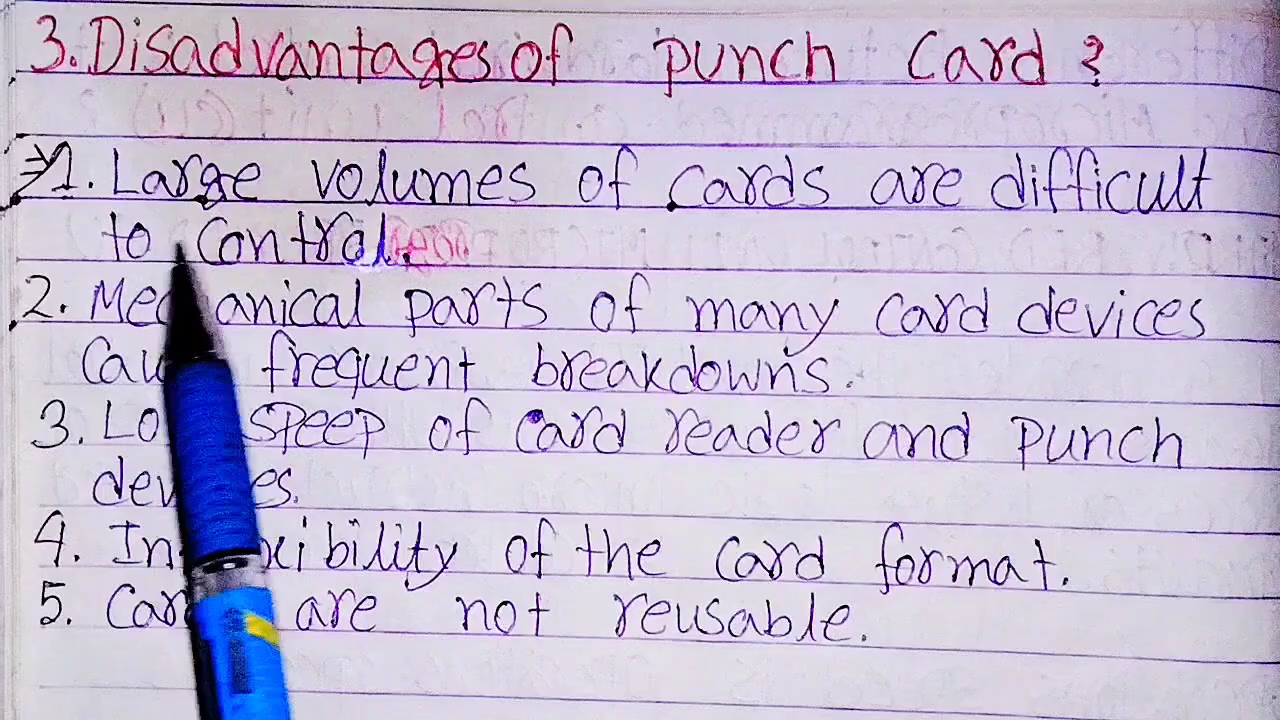 3. Disadvantages of punch card?
⇒1. Large volumes of cards are difficult
to control.
2. Mechanical parts of many card devices
frequent breakdowns.
3. speep of card reader and punch
4. of the card format.
5. are not reusable.